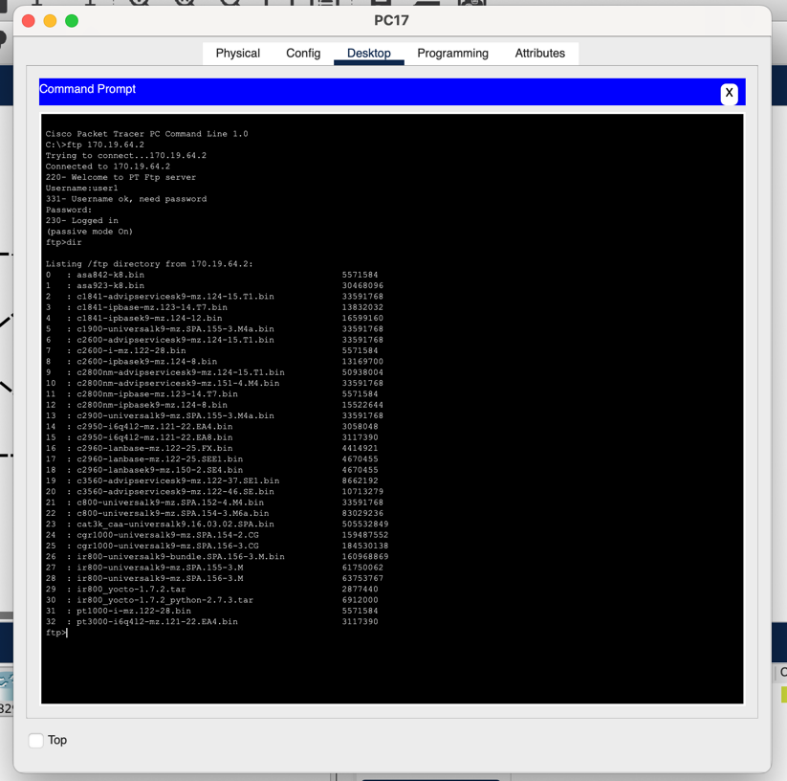 PC17
Physical Config Desktop Programming Attributes
Command Prompt
X
Cisco Packet Tracer PC Command Line 1.0
C:\>ftp 170.19.64.2
Trying to connect...170.19.64.2
Connected to 170.19.64.2
220- Welcome to PT Ftp server
Username:user1
331- Username ok, need password
Password:
230- Logged in
(passive mode On)
ftp>dir
Listing /ftp directory from 170.19.64.2:
0 : asa842-k8.bin 5571584
1 : asa923-k8.bin 30468096
2 : c1841-advipservicesk9-mz.124-15.T1.bin 33591768
3 : c1841-ipbase-mz.123-14.T7.bin 13832032
4 : c1841-ipbasek9-mz.124-12.bin 16599160
5 : c1900-universalk9-mz.SPA.155-3.M4a.bin 33591768
6 : c2600-advipservicesk9-mz.124-15.T1.bin 33591768
7 : c2600-i-mz.122-28.bin 5571584
8 : c2600-ipbasek9-mz.124-8.bin 13169700
9 : c2800nm-advipservicesk9-mz.124-15.T1.bin 50938004
10 : c2800nm-advipservicesk9-mz.151-4.M4.bin 33591768
11 : c2800nm-ipbase-mz.123-14.T7.bin 5571584
12 : c2800nm-ipbasek9-mz.124-8.bin 15522644
13 : c2900-universalk9-mz.SPA.155-3.M4a.bin 33591768
14 : c2950-i6q4l2-mz.121-22.EA4.bin 3058048
15 : c2950-i6q4l2-mz.121-22.EA8.bin 3117390
16 : c2960-lanbase-mz.122-25.FX.bin 4414921
17 : c2960-lanbase-mz.122-25.SEE1.bin 4670455
18 : c2960-lanbasek9-mz.150-2.SE4.bin 4670455
19 : c3560-advipservicesk9-mz.122-37.SE1.bin 8662192
20 : c3560-advipservicesk9-mz.122-46.SE.bin 10713279
21 : c800-universalk9-mz.SPA.152-4.M4.bin 33591768
22 : c800-universalk9-mz.SPA.154-3.M6a.bin 83029236
23 : cat3k_caa-universalk9.16.03.02.SPA.bin 505532849
24 : cgr1000-universalk9-mz.SPA.154-2.CG 159487552
25 : cgr1000-universalk9-mz.SPA.156-3.CG 184530138
26 : ir800-universalk9-bundle.SPA.156-3.M.bin 160968869
27 : ir800-universalk9-mz.SPA.155-3.M 61750062
28 : ir800-universalk9-mz.SPA.156-3.M 63753767
29 : ir800_yocto-1.7.2.tar 2877440
30 : ir800_yocto-1.7.2_python-2.7.3.tar 6912000
31 : pt1000-i-mz.122-28.bin 5571584
32 : pt3000-i6q4l2-mz.121-22.EA4.bin 3117390
ftp>
Top